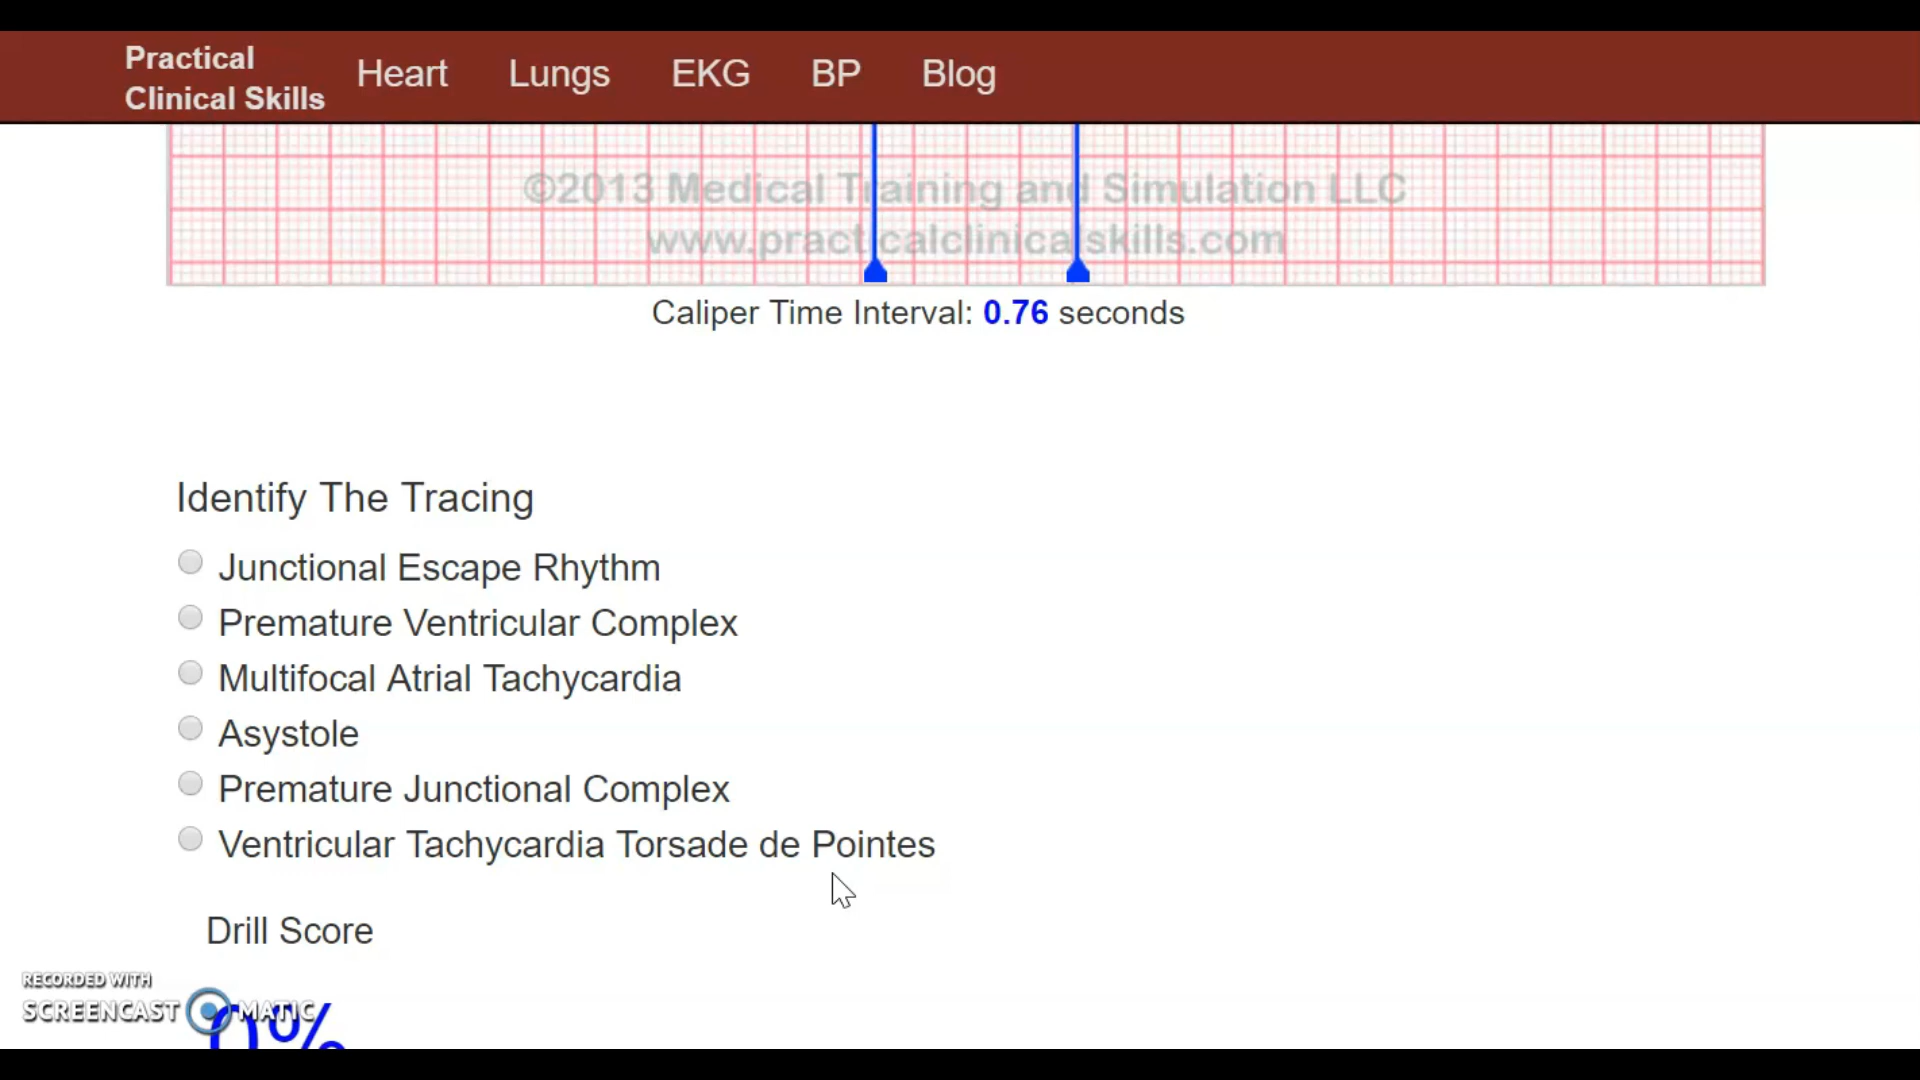 Practical
Clinical Skills
Heart Lungs EKG BP Blog
©2013 Medical Training and Simulation LLC
www.practicalclinicalskills.com
Caliper Time Interval: 0.76 seconds
Identify The Tracing
Junctional Escape Rhythm
Premature Ventricular Complex
Multifocal Atrial Tachycardia
Asystole
Premature Junctional Complex
Ventricular Tachycardia Torsade de Pointes
Drill Score
0%
RECORDED WITH
SCREENCAST MATIC